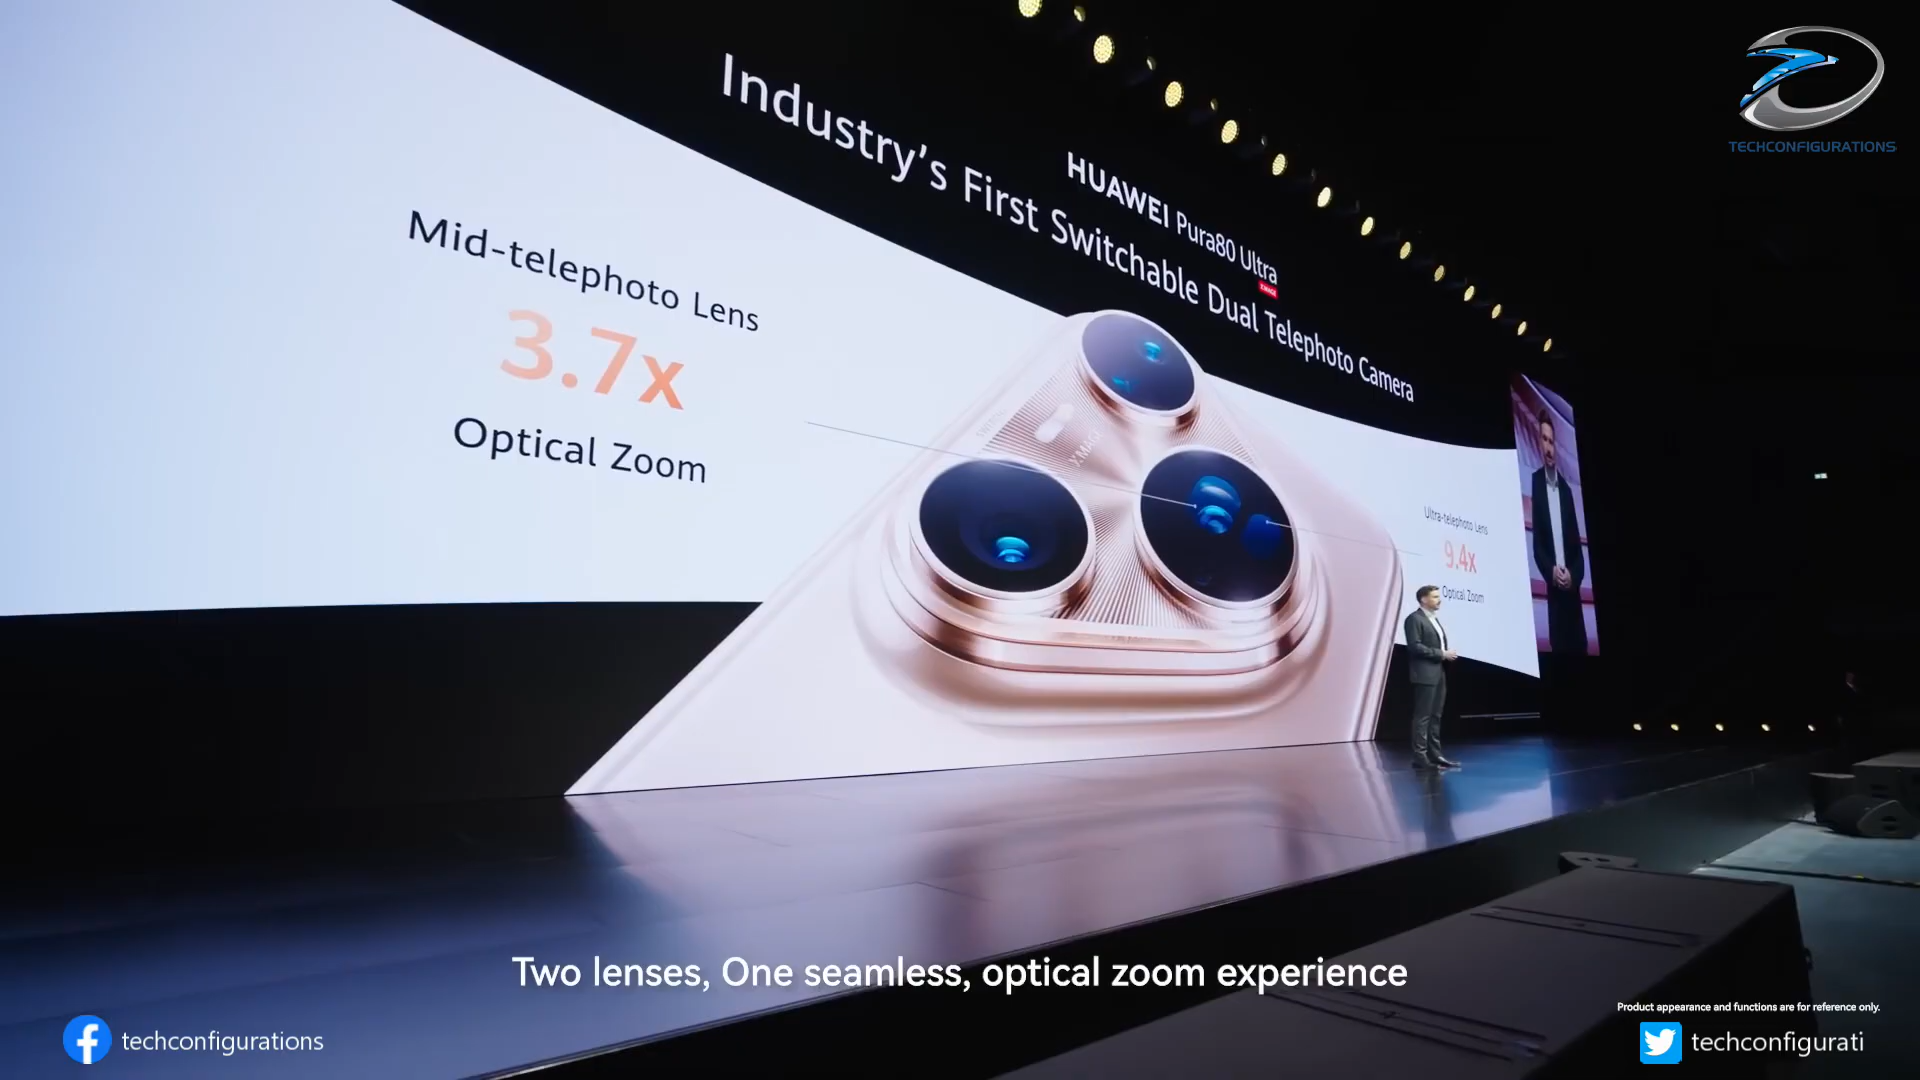 TECHCONFIGURATIONS
HUAWEI Pura80 Ultra
XMAGE
Industry's First Switchable Dual Telephoto Camera
Mid-telephoto Lens
3.7x
Optical Zoom
XMAGE
Ultra-telephoto Lens
9.4x
Optical Zoom
Two lenses, One seamless, optical zoom experience
Product appearance and functions are for reference only.
techconfigurations
techconfigurati